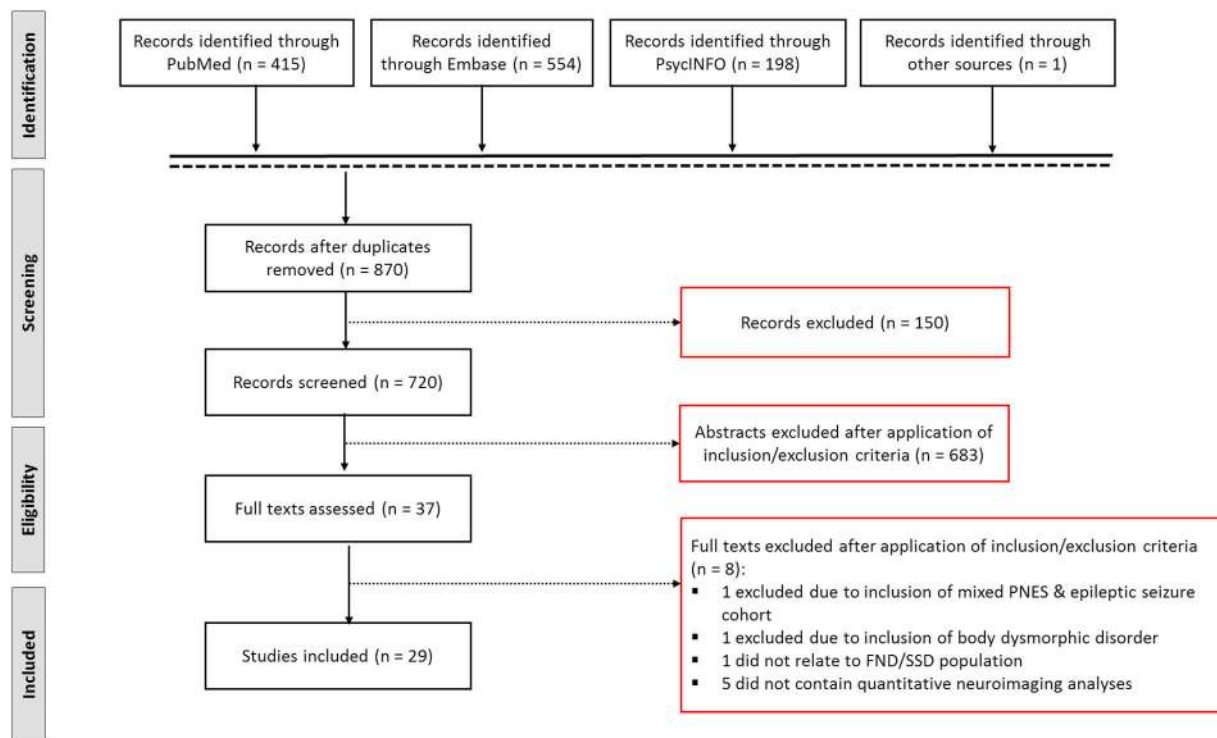 Identification
Records identified through
PubMed (n = 415)
Records identified
through Embase (n = 554)
Records identified through
PsycINFO (n = 198)
Records identified through
other sources (n = 1)
Screening
Records after duplicates
removed (n = 870)
Records excluded (n = 150)
Records screened (n = 720)
Eligibility
Abstracts excluded after application of
inclusion/exclusion criteria (n = 683)
Full texts assessed (n = 37)
Full texts excluded after application of inclusion/exclusion criteria
(n = 8):
▪ 1 excluded due to inclusion of mixed PNES & epileptic seizure
cohort
▪ 1 excluded due to inclusion of body dysmorphic disorder
▪ 1 did not relate to FND/SSD population
▪ 5 did not contain quantitative neuroimaging analyses
Included
Studies included (n = 29)